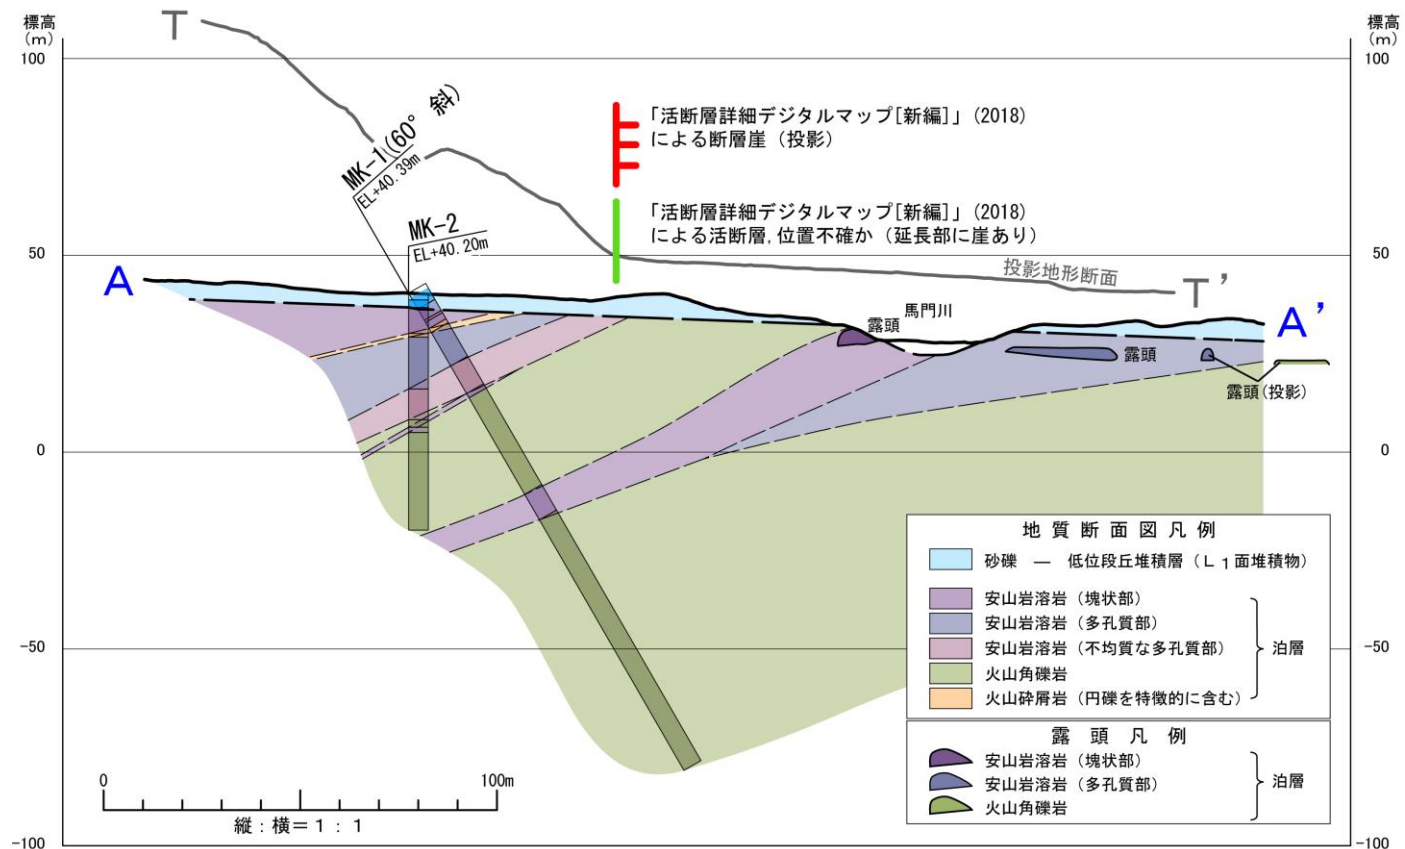 標高
(m)
標高
(m)
T
100
100
MK-1(60°斜)
EL+40.39m
「活断層詳細デジタルマップ[新編]」(2018)
による断層崖（投影）
MK-2
EL+40.20m
「活断層詳細デジタルマップ[新編]」(2018)
による活断層,位置不確か（延長部に崖あり）
50
50
投影地形断面
T'
A
A'
馬門川
露頭
露頭
露頭(投影)
0
0
地質断面図凡例
砂礫 ― 低位段丘堆積層（L1面堆積物）
安山岩溶岩（塊状部）
安山岩溶岩（多孔質部）
安山岩溶岩（不均質な多孔質部）
泊層
火山角礫岩
火山砕屑岩（円礫を特徴的に含む）
-50
-50
露頭凡例
安山岩溶岩（塊状部）
安山岩溶岩（多孔質部）
泊層
火山角礫岩
0
100m
縦：横＝1：1
-100
-100